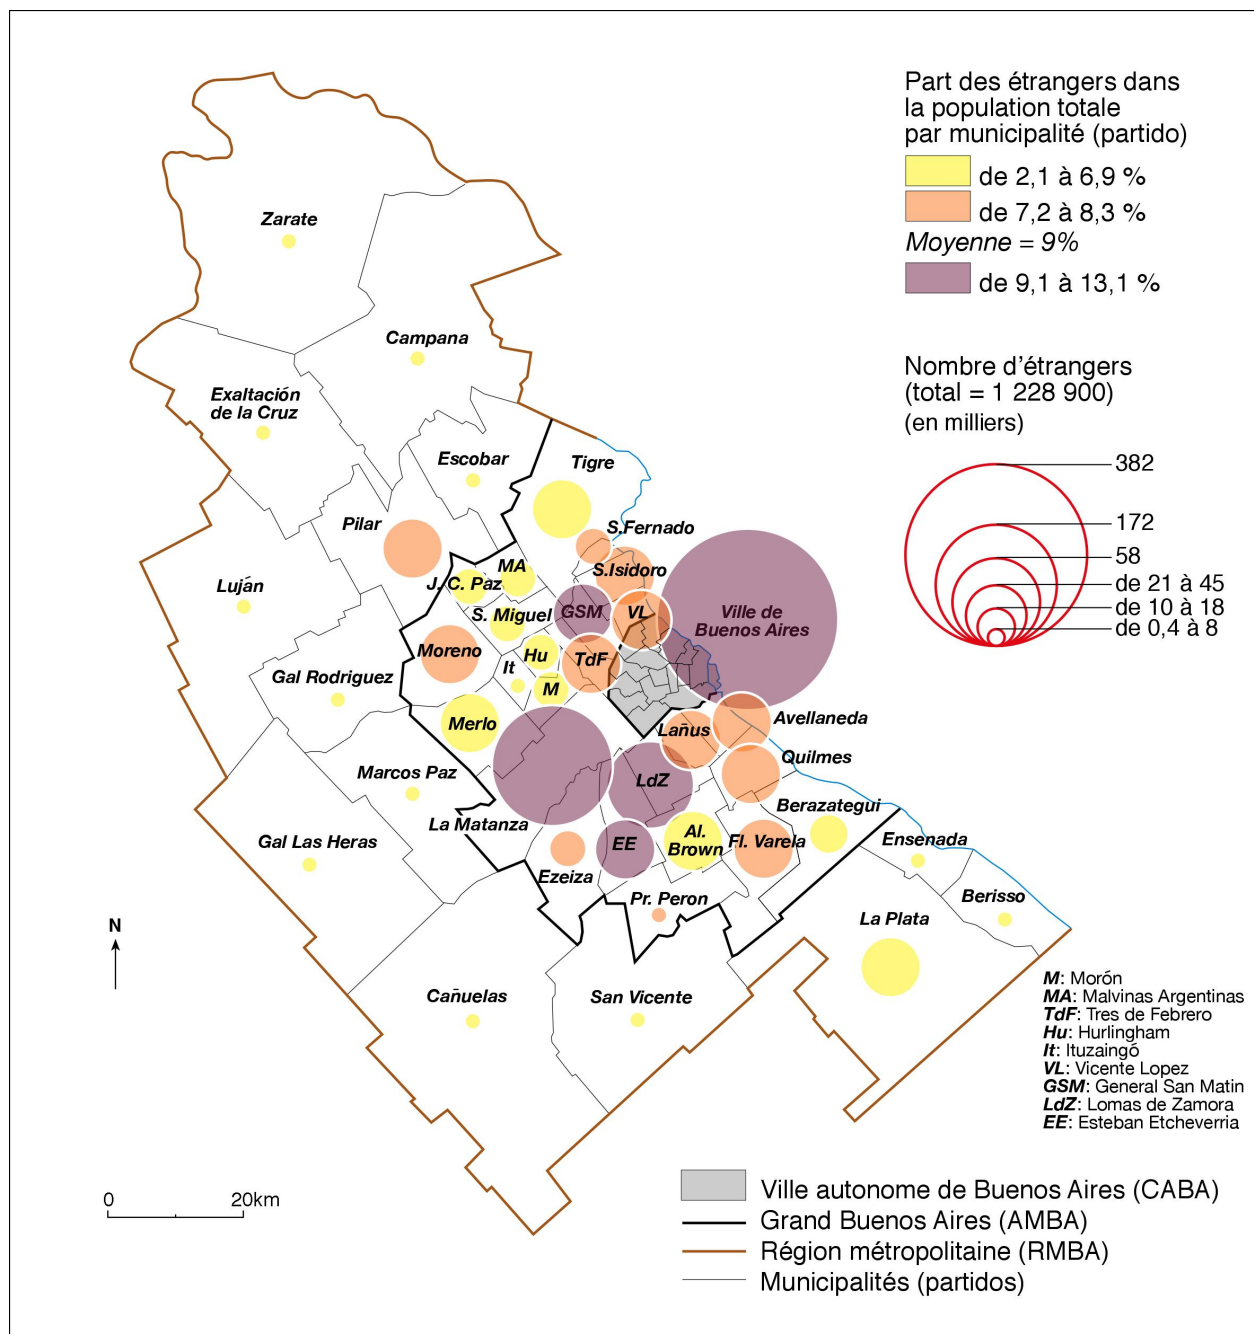 Part des étrangers dans
la population totale
par municipalité (partido)
de 2,1 à 6,9 %
de 7,2 à 8,3 %
Moyenne = 9%
de 9,1 à 13,1 %
Nombre d'étrangers
(total = 1 228 900)
(en milliers)
382
172
58
de 21 à 45
de 10 à 18
de 0,4 à 8
Zarate
Campana
Exaltación
de la Cruz
Escobar
Tigre
Pilar
S.Fernado
MA
S.Isidoro
J. C. Paz
Luján
S. Miguel
GSM
VL
Ville de
Buenos Aires
Moreno
Hu
TdF
It
Gal Rodriguez
M
Merlo
Lañus
Avellaneda
Quilmes
Marcos Paz
LdZ
La Matanza
Berazategui
Gal Las Heras
EE
Al.
Brown
Fl. Varela
Ensenada
Ezeiza
Pr. Peron
Berisso
La Plata
N
Cañuelas
San Vicente
M: Morón
MA: Malvinas Argentinas
TdF: Tres de Febrero
Hu: Hurlingham
It: Ituzaingó
VL: Vicente Lopez
GSM: General San Matin
LdZ: Lomas de Zamora
EE: Esteban Etcheverria
0 20km
Ville autonome de Buenos Aires (CABA)
Grand Buenos Aires (AMBA)
Région métropolitaine (RMBA)
Municipalités (partidos)